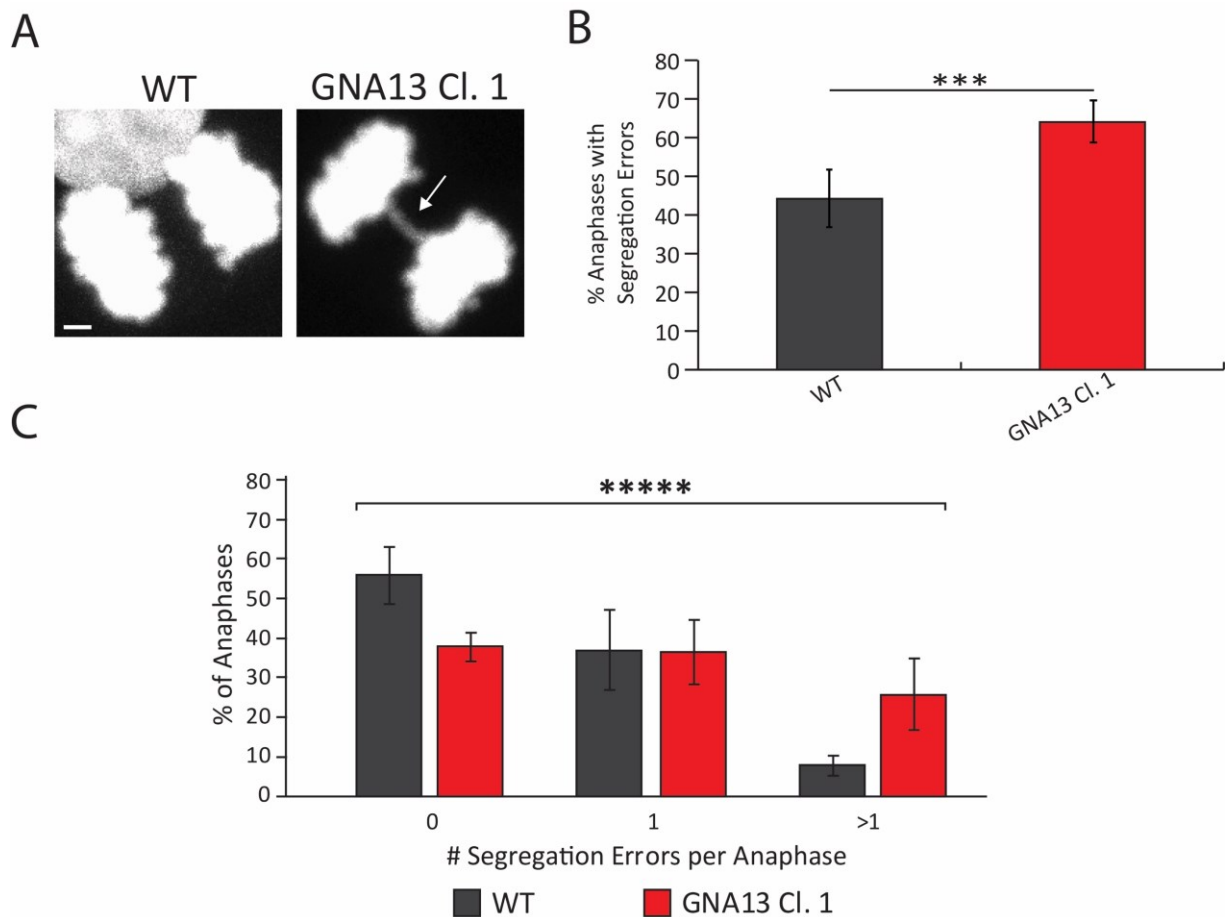 A
WT
GNA13 Cl. 1
B
80
70
60
50
40
30
20
10
0
% Anaphases with
Segregation Errors
***
WT
GNA13 Cl. 1
C
80
70
60
50
40
30
20
10
0
% of Anaphases
*****
0
1
>1
# Segregation Errors per Anaphase
WT
GNA13 Cl. 1